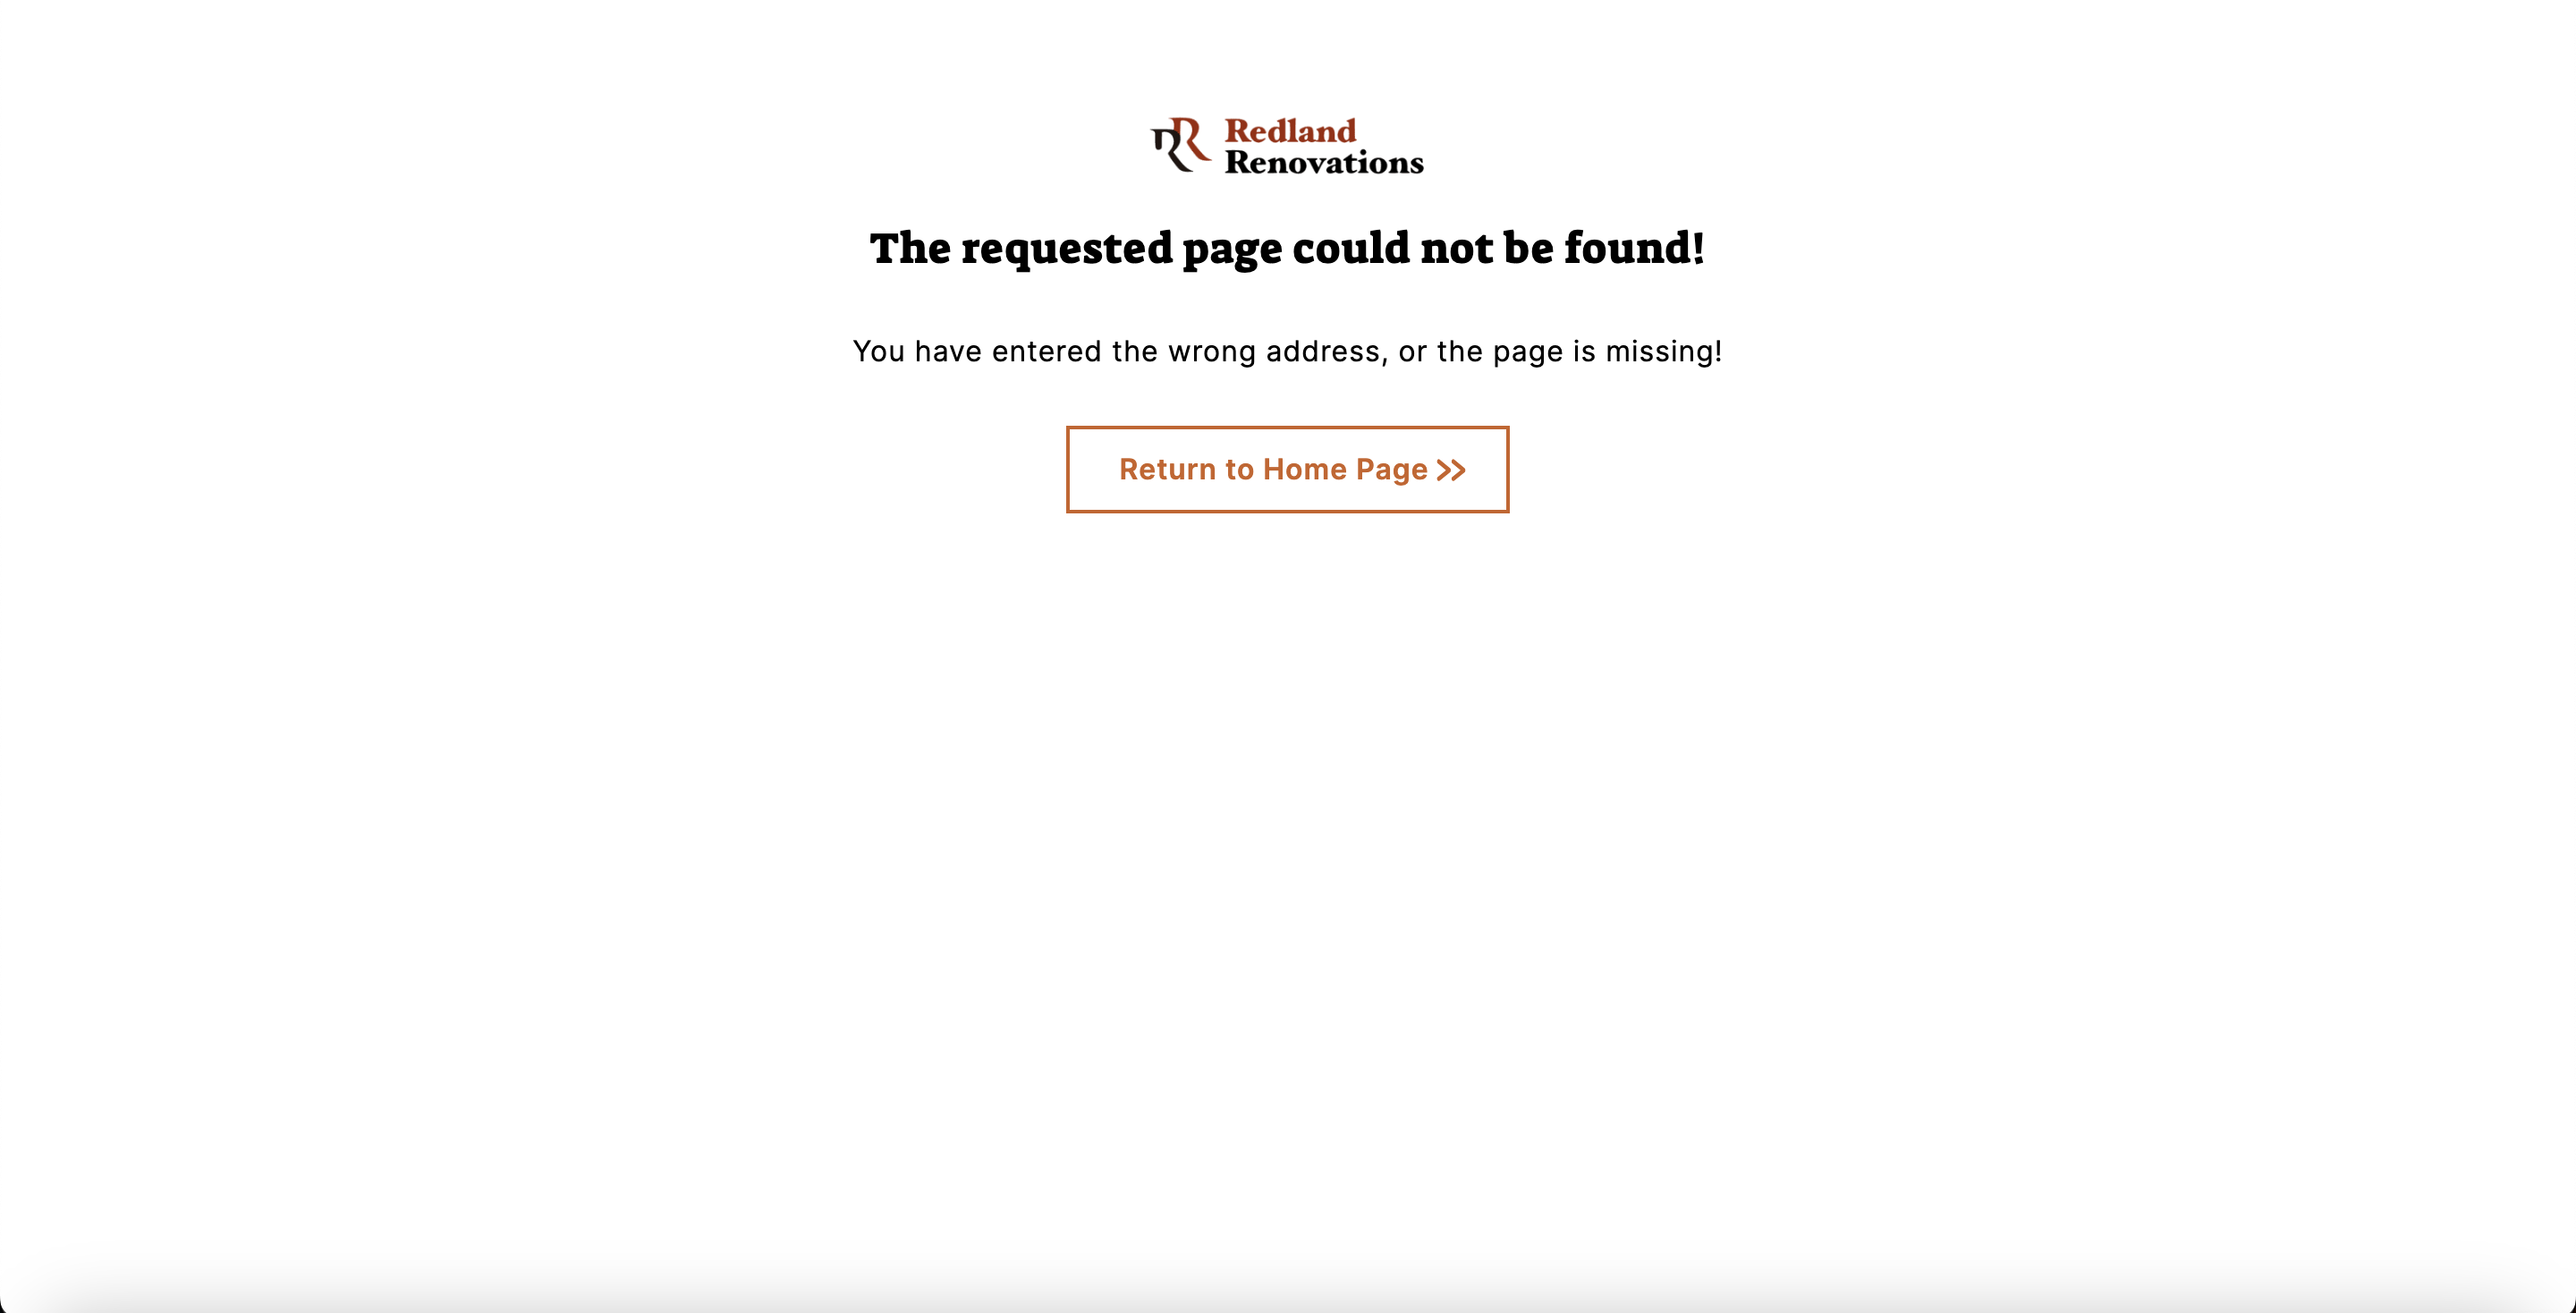 Redland
Renovations
The requested page could not be found!
You have entered the wrong address, or the page is missing!
Return to Home Page >>